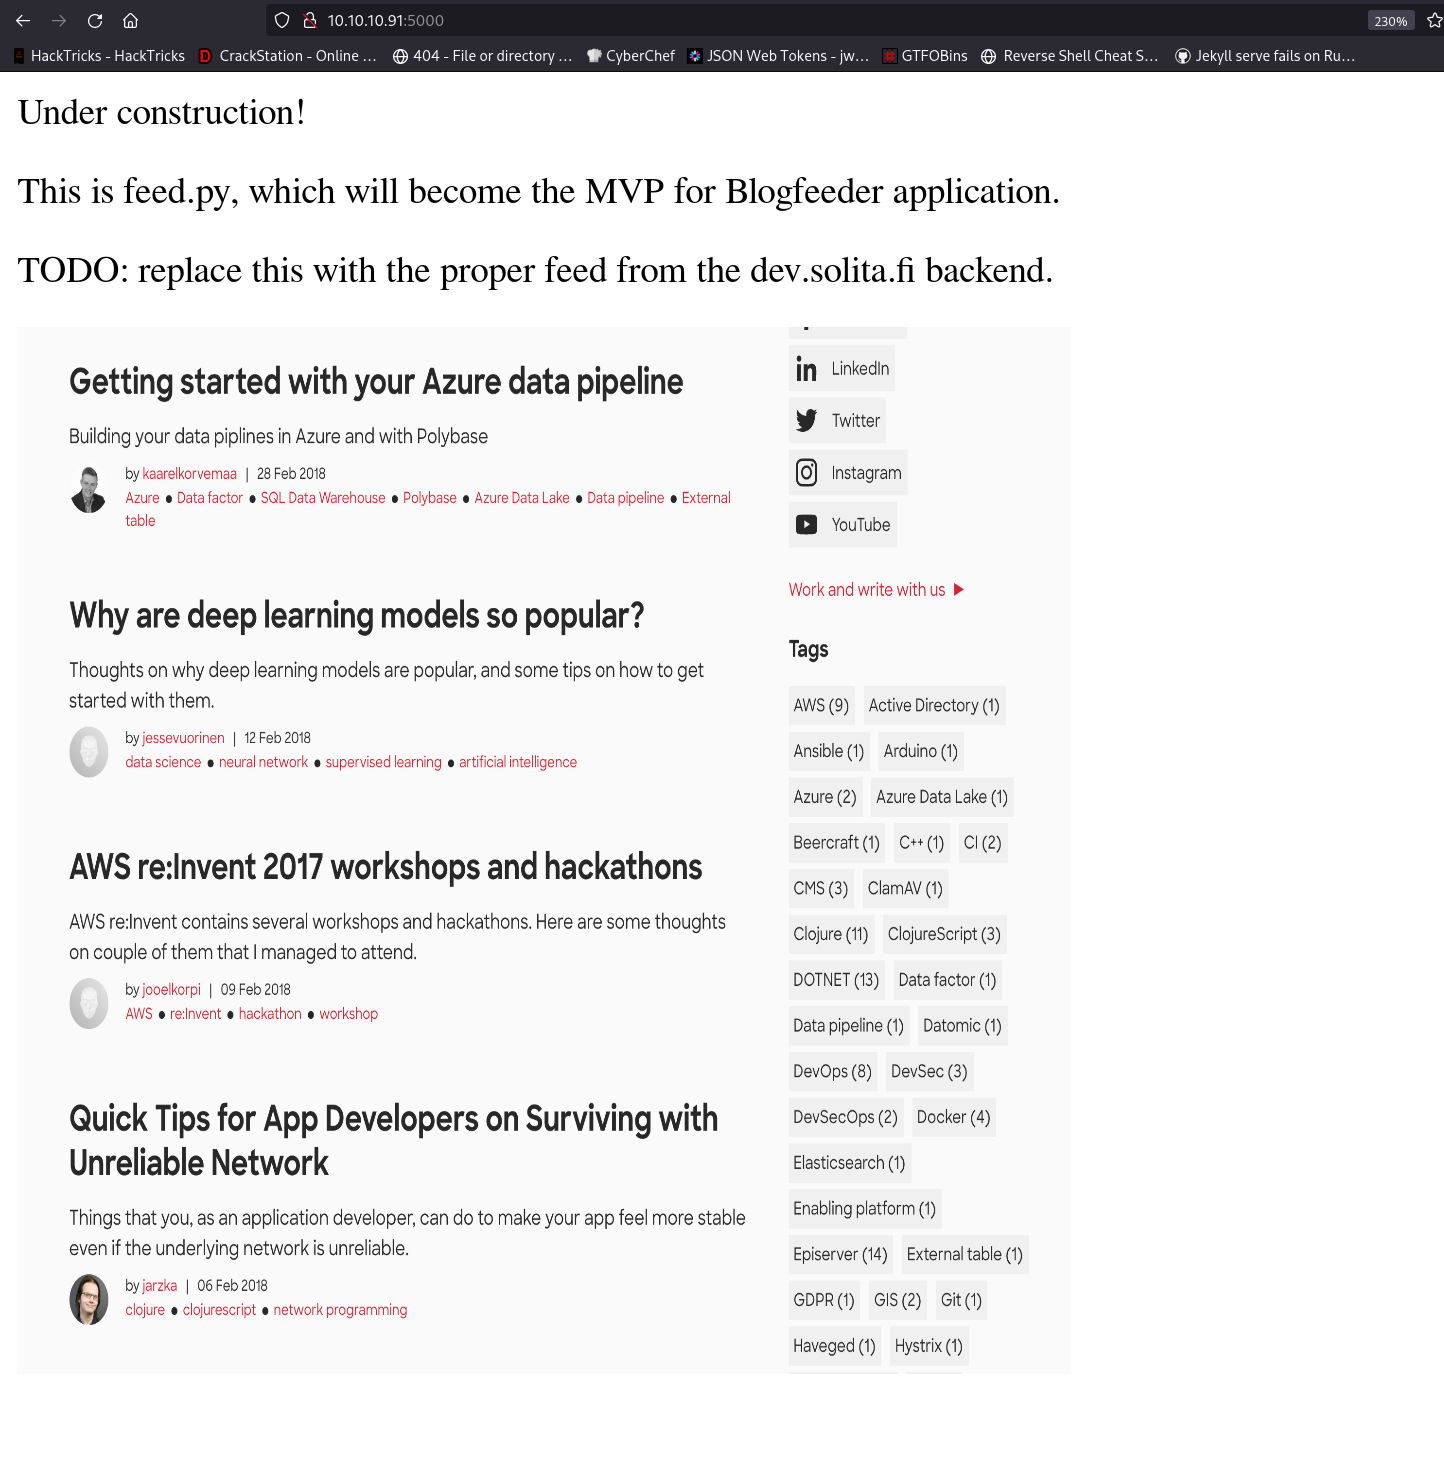 10.10.10.91:5000
230%
HackTricks - HackTricks
CrackStation - Online ...
404 - File or directory ...
CyberChef
JSON Web Tokens - jw...
GTFOBins
Reverse Shell Cheat S...
Jekyll serve fails on Ru...
Under construction!
This is feed.py, which will become the MVP for Blogfeeder application.
TODO: replace this with the proper feed from the dev.solita.fi backend.
Getting started with your Azure data pipeline
Building your data piplines in Azure and with Polybase
by kaarelkorvemaa | 28 Feb 2018
Azure ● Data factor ● SQL Data Warehouse ● Polybase ● Azure Data Lake ● Data pipeline ● External
table
Why are deep learning models so popular?
Thoughts on why deep learning models are popular, and some tips on how to get
started with them.
by jessevuorinen | 12 Feb 2018
data science ● neural network ● supervised learning ● artificial intelligence
AWS re:Invent 2017 workshops and hackathons
AWS re:Invent contains several workshops and hackathons. Here are some thoughts
on couple of them that I managed to attend.
by jooelkorpi | 09 Feb 2018
AWS ● re:Invent ● hackathon ● workshop
Quick Tips for App Developers on Surviving with
Unreliable Network
Things that you, as an application developer, can do to make your app feel more stable
even if the underlying network is unreliable.
by jarzka | 06 Feb 2018
clojure ● clojurescript ● network programming
LinkedIn
Twitter
Instagram
YouTube
Work and write with us
Tags
AWS (9) Active Directory (1)
Ansible (1) Arduino (1)
Azure (2) Azure Data Lake (1)
Beercraft (1) C++ (1) CI (2)
CMS (3) ClamAV (1)
Clojure (11) ClojureScript (3)
DOTNET (13) Data factor (1)
Data pipeline (1) Datomic (1)
DevOps (8) DevSec (3)
DevSecOps (2) Docker (4)
Elasticsearch (1)
Enabling platform (1)
Episerver (14) External table (1)
GDPR (1) GIS (2) Git (1)
Haveged (1) Hystrix (1)